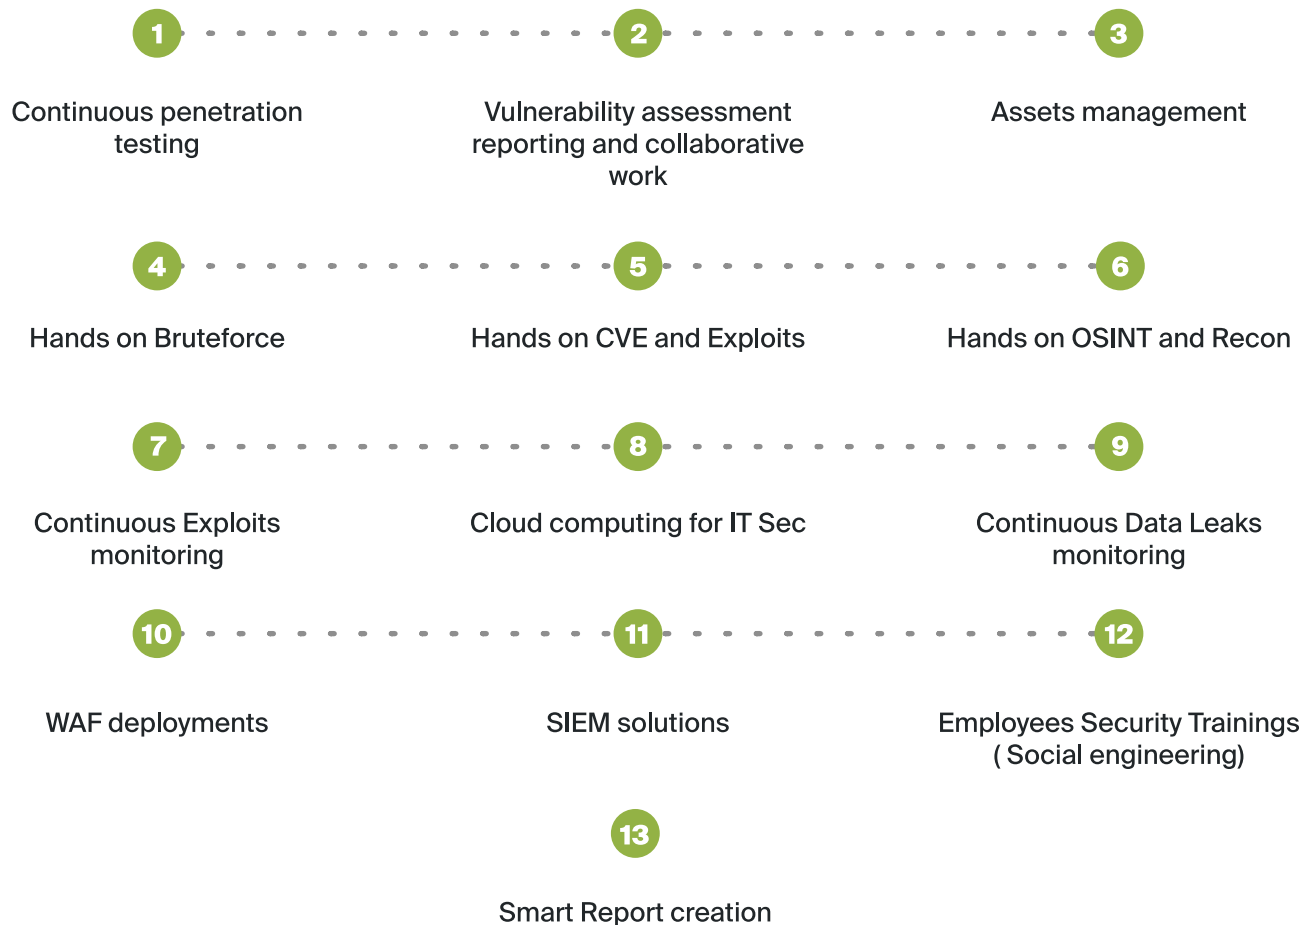 1
2
3
Continuous penetration
testing
Vulnerability assessment
reporting and collaborative
work
Assets management
4
5
6
Hands on Bruteforce
Hands on CVE and Exploits
Hands on OSINT and Recon
7
8
9
Continuous Exploits
monitoring
Cloud computing for IT Sec
Continuous Data Leaks
monitoring
10
11
12
WAF deployments
SIEM solutions
Employees Security Trainings
( Social engineering)
13
Smart Report creation